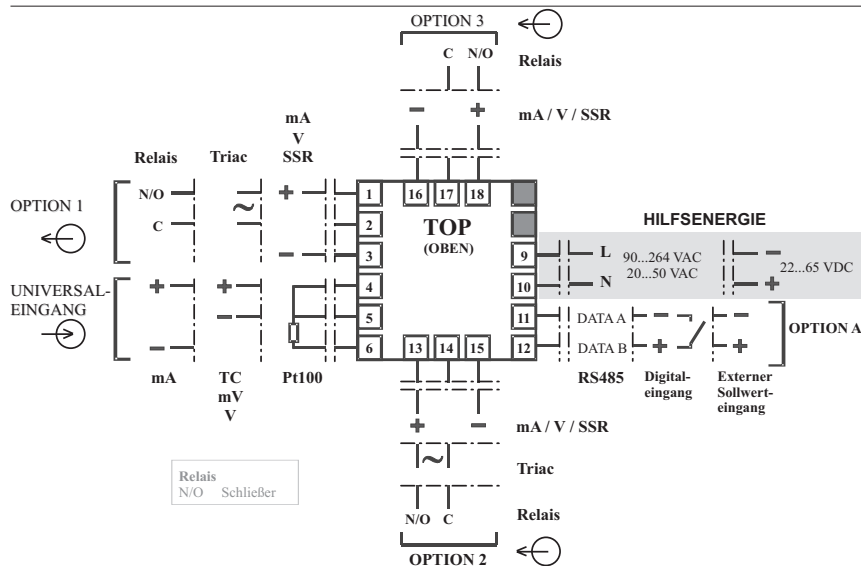 OPTION 3
C N/O
Relais
mA / V / SSR
mA
V
SSR
Relais Triac
N/O
C
OPTION 1
UNIVERSAL-
EINGANG
mA
TC
mV
V
Pt100
1
2
3
4
5
6
16 17 18
TOP
(OBEN)
9
10
11
12
13 14 15
HILFSENERGIE
L
N
90...264 VAC
20...50 VAC
22...65 VDC
DATA A
DATA B
OPTION A
RS485
Digital-
eingang
Externer
Sollwert-
eingang
mA / V / SSR
Triac
N/O C
Relais
OPTION 2
Relais
N/O Schließer